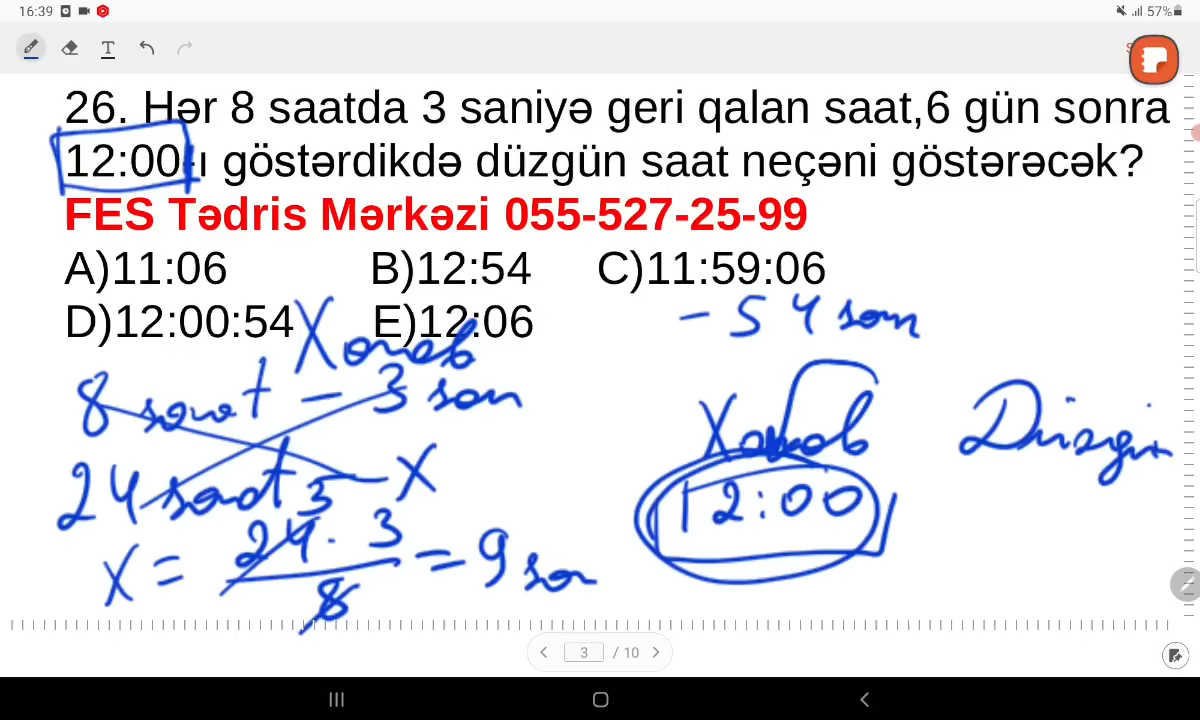 16:39 57%
T
26. Hər 8 saatda 3 saniyə geri qalan saat,6 gün sonra
12:00-ı göstərdikdə düzgün saat neçəni göstərəcək?
FES Tədris Mərkəzi 055-527-25-99
A)11:06 B)12:54 C)11:59:06
D)12:00:54 E)12:06
- 54 san
Xarab
8 saat - 3 san
Xarab Düzgün
24 saat - X
12:00
X = 24 · 3 / 8 = 9 san
3 / 10